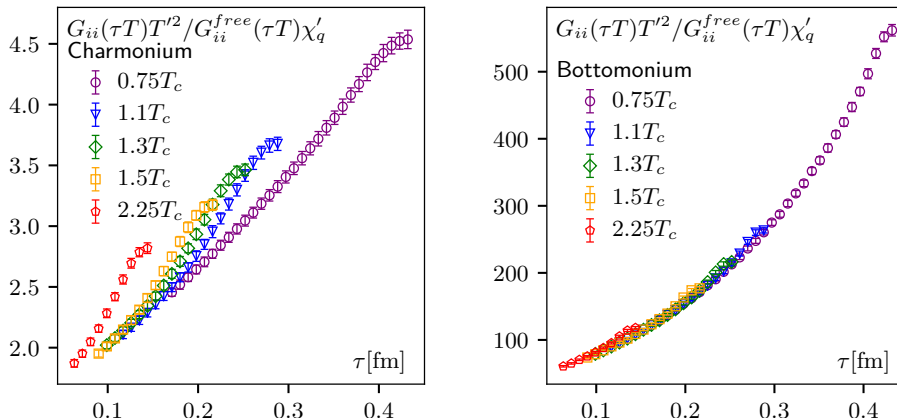 G_{ii}(τT)T'^2/G_{ii}^{free}(τT)χ'_q
Charmonium
0.75T_c
1.1T_c
1.3T_c
1.5T_c
2.25T_c
4.5
4.0
3.5
3.0
2.5
2.0
τ[fm]
0.1 0.2 0.3 0.4
G_{ii}(τT)T'^2/G_{ii}^{free}(τT)χ'_q
Bottomonium
0.75T_c
1.1T_c
1.3T_c
1.5T_c
2.25T_c
500
400
300
200
100
τ[fm]
0.1 0.2 0.3 0.4